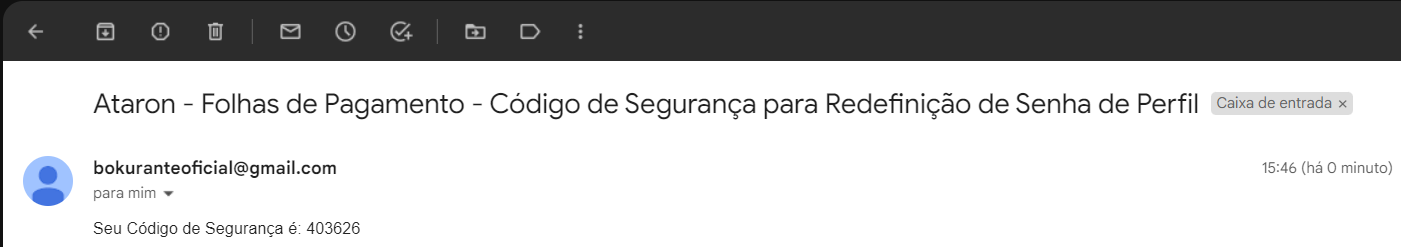 Ataron - Folhas de Pagamento - Código de Segurança para Redefinição de Senha de Perfil Caixa de entrada ×
bokuranteoficial@gmail.com 15:46 (há 0 minuto)
para mim
Seu Código de Segurança é: 403626